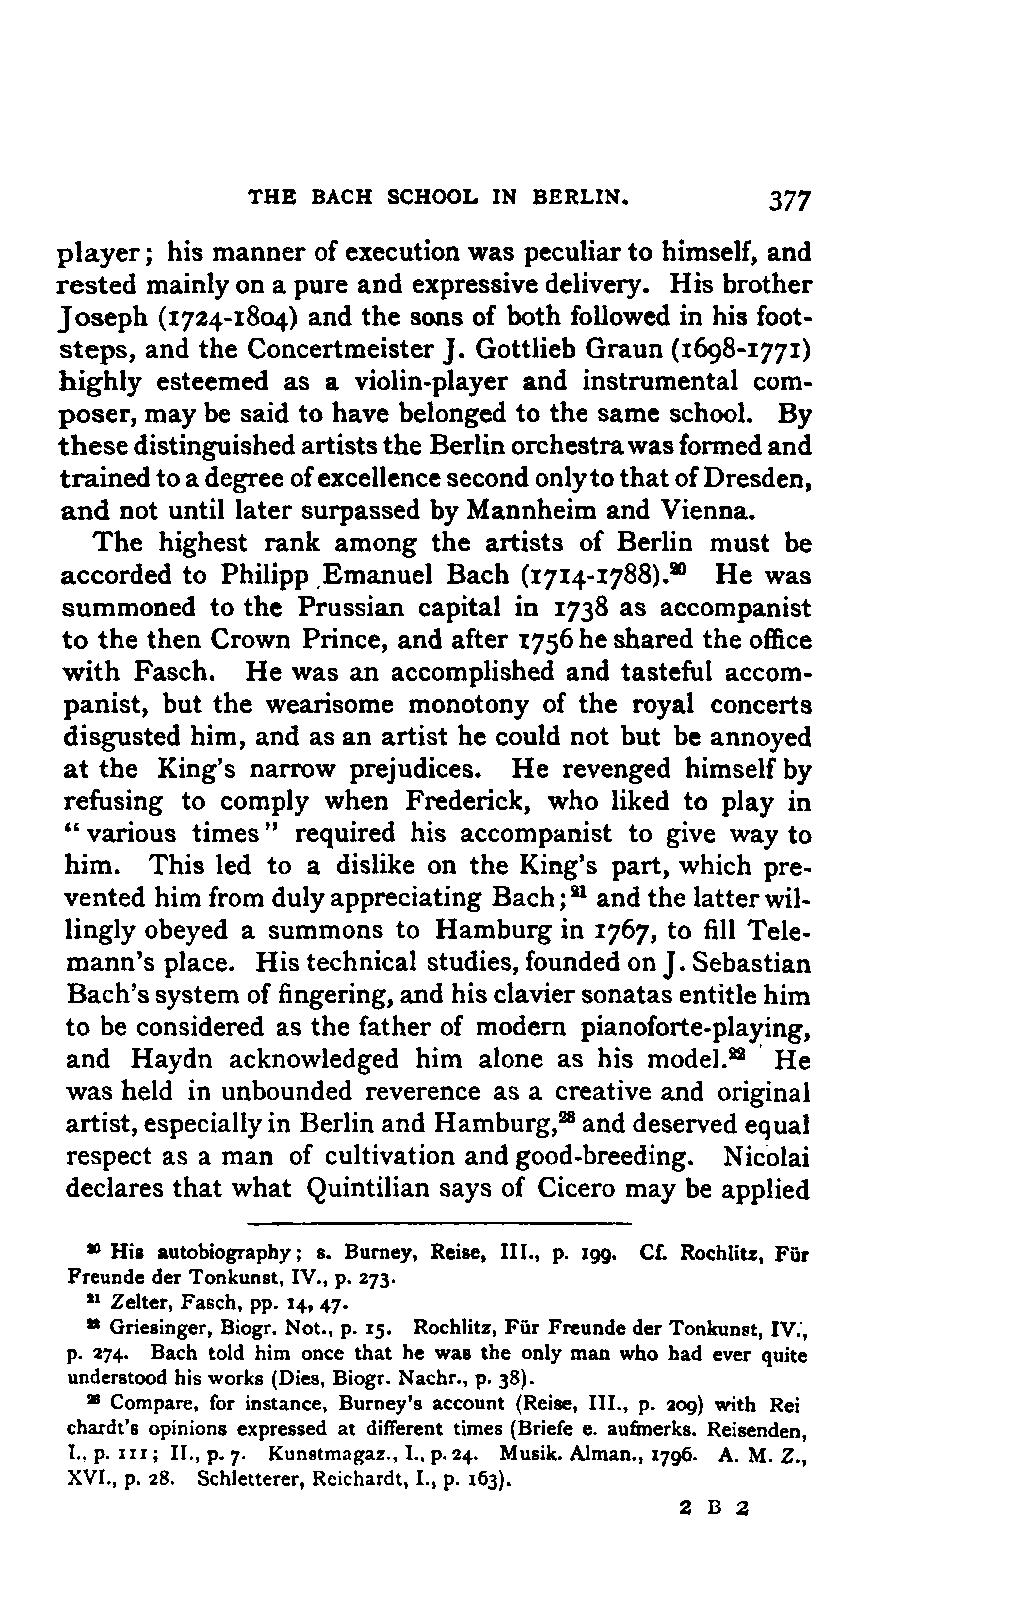 THE BACH SCHOOL IN BERLIN. 377
player; his manner of execution was peculiar to himself, and
rested mainly on a pure and expressive delivery. His brother
Joseph (1724-1804) and the sons of both followed in his foot-
steps, and the Concertmeister J. Gottlieb Graun (1698-1771)
highly esteemed as a violin-player and instrumental com-
poser, may be said to have belonged to the same school. By
these distinguished artists the Berlin orchestra was formed and
trained to a degree of excellence second only to that of Dresden,
and not until later surpassed by Mannheim and Vienna.
The highest rank among the artists of Berlin must be
accorded to Philipp Emanuel Bach (1714-1788).²⁰ He was
summoned to the Prussian capital in 1738 as accompanist
to the then Crown Prince, and after 1756 he shared the office
with Fasch. He was an accomplished and tasteful accom-
panist, but the wearisome monotony of the royal concerts
disgusted him, and as an artist he could not but be annoyed
at the King's narrow prejudices. He revenged himself by
refusing to comply when Frederick, who liked to play in
"various times" required his accompanist to give way to
him. This led to a dislike on the King's part, which pre-
vented him from duly appreciating Bach;²¹ and the latter wil-
lingly obeyed a summons to Hamburg in 1767, to fill Tele-
mann's place. His technical studies, founded on J. Sebastian
Bach's system of fingering, and his clavier sonatas entitle him
to be considered as the father of modern pianoforte-playing,
and Haydn acknowledged him alone as his model.²² He
was held in unbounded reverence as a creative and original
artist, especially in Berlin and Hamburg,²³ and deserved equal
respect as a man of cultivation and good-breeding. Nicolai
declares that what Quintilian says of Cicero may be applied
²⁰ His autobiography; s. Burney, Reise, III., p. 199. Cf. Rochlitz, Für
Freunde der Tonkunst, IV., p. 273.
²¹ Zelter, Fasch, pp. 14, 47.
²² Griesinger, Biogr. Not., p. 15. Rochlitz, Für Freunde der Tonkunst, IV.,
p. 274. Bach told him once that he was the only man who had ever quite
understood his works (Dies, Biogr. Nachr., p. 38).
²³ Compare, for instance, Burney's account (Reise, III., p. 209) with Rei
chardt's opinions expressed at different times (Briefe e. aufmerks. Reisenden,
I., p. 111; II., p. 7. Kunstmagaz., I., p. 24. Musik. Alman., 1796. A. M. Z.,
XVI., p. 28. Schletterer, Reichardt, I., p. 163).
2 B 2